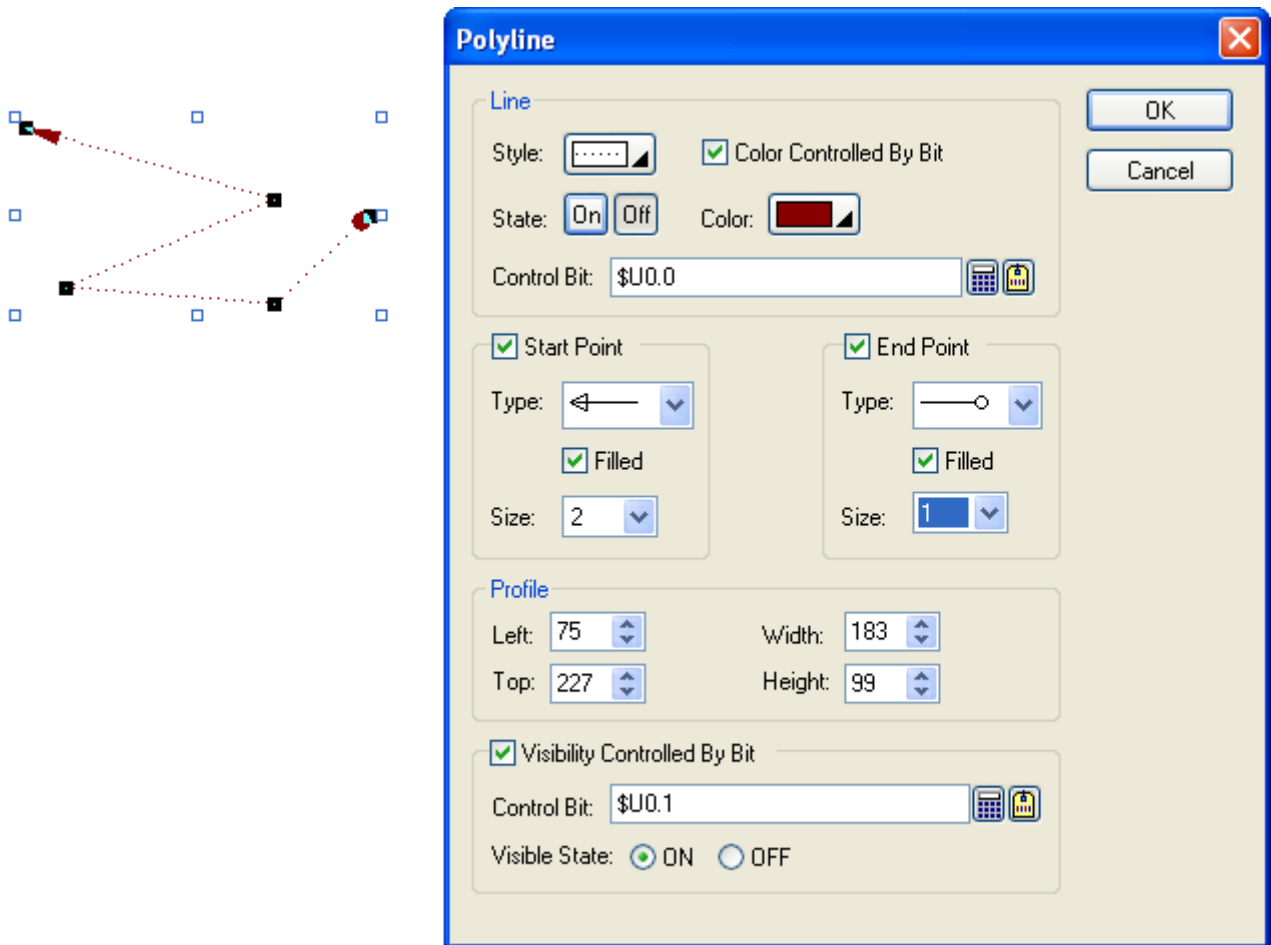 Polyline
Line
OK
Style: Color Controlled By Bit
Cancel
State: On Off Color:
Control Bit: $U0.0
Start Point End Point
Type: Type:
Filled Filled
Size: 2 Size: 1
Profile
Left: 75 Width: 183
Top: 227 Height: 99
Visibility Controlled By Bit
Control Bit: $U0.1
Visible State: ON OFF